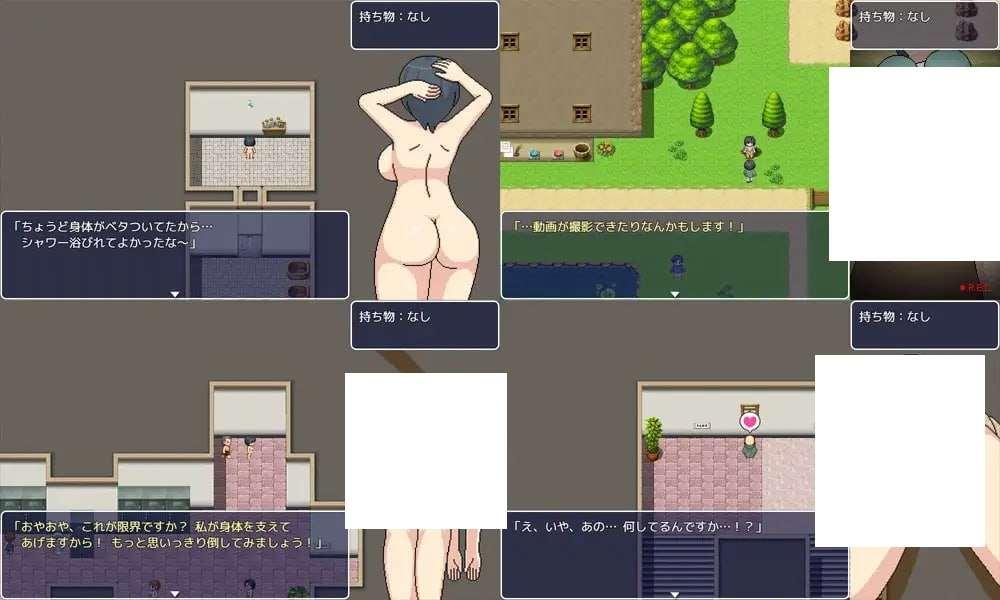 持ち物：なし
「ちょうど身体がベタついてたから…
シャワー浴びれてよかったな～」
持ち物：なし
「…動画が撮影できたりなんかもします！」
●REC
持ち物：なし
「おやおや、これが限界ですか？ 私が身体を支えて
あげますから！ もっと思いっきり倒してみましょう！」
持ち物：なし
「え、いや、あの… 何してるんですか…！？」